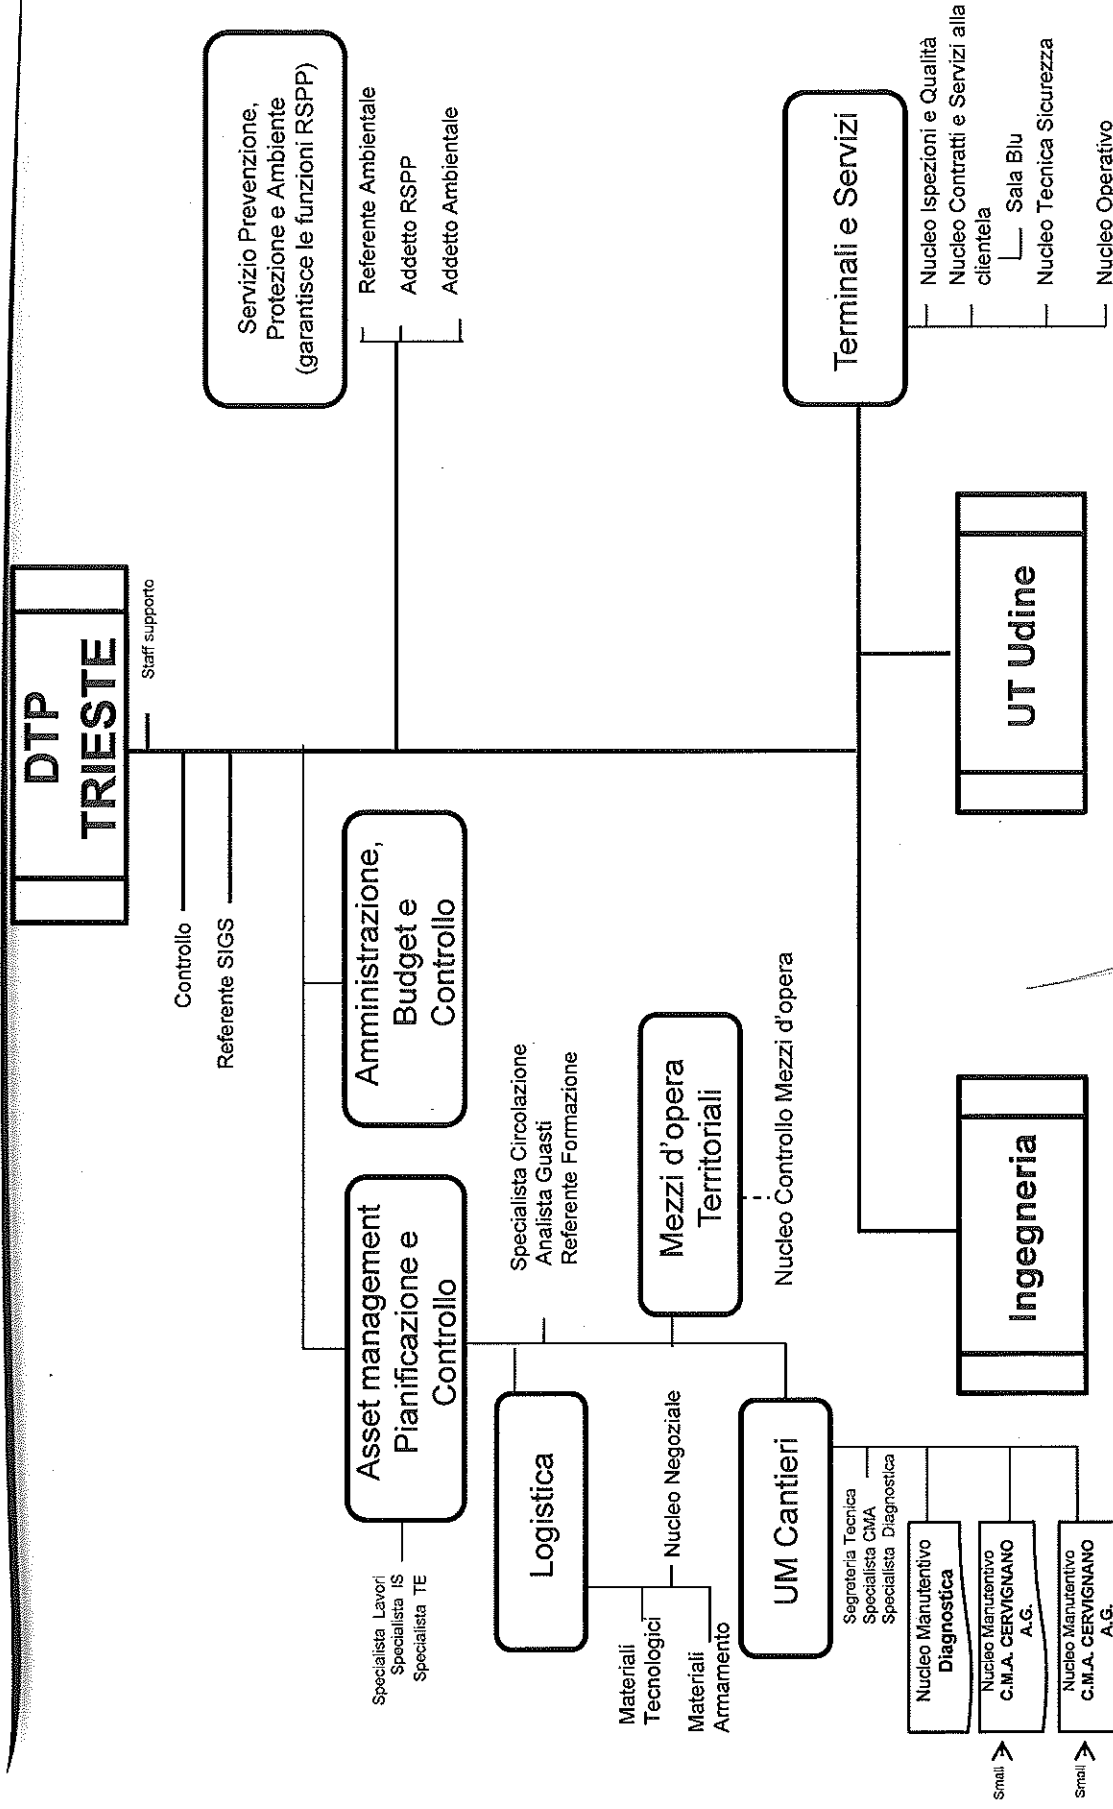 DTP
TRIESTE
Staff supporto
Controllo
Referente SIGS
Servizio Prevenzione,
Protezione e Ambiente
(garantisce le funzioni RSPP)
Referente Ambientale
Addetto RSPP
Addetto Ambientale
Asset management
Pianificazione e
Controllo
Amministrazione,
Budget e
Controllo
Specialista Lavori
Specialista IS
Specialista TE
Specialista Circolazione
Analista Guasti
Referente Formazione
Logistica
Materiali
Tecnologici
Nucleo Negoziale
Materiali
Armamento
Mezzi d'opera
Territoriali
Nucleo Controllo Mezzi d'opera
UM Cantieri
Segreteria Tecnica
Specialista CMA
Specialista Diagnostica
Nucleo Manutentivo
Diagnostica
Small
Nucleo Manutentivo
C.M.A. CERVIGNANO
A.G.
Small
Nucleo Manutentivo
C.M.A. CERVIGNANO
A.G.
Terminali e Servizi
Nucleo Ispezioni e Qualità
Nucleo Contratti e Servizi alla
clientela
Sala Blu
Nucleo Tecnica Sicurezza
Nucleo Operativo
Ingegneria
UT Udine